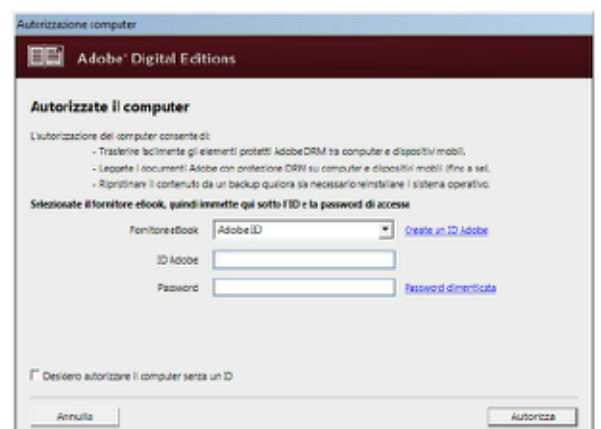 Autorizzazione computer
Adobe® Digital Editions
Autorizzate il computer
L'autorizzazione del computer consente di:
- Trasferire facilmente gli elementi protetti Adobe DRM tra computer e dispositivi mobili.
- Leggete i documenti Adobe con protezione DRM su computer e dispositivi mobili (fino a sei).
- Ripristinare il contenuto da un backup qualora sia necessario reinstallare il sistema operativo.
Selezionate il fornitore eBook, quindi immette qui sotto l'ID e la password di accesso
Fornitore eBook
Adobe ID
Create un ID Adobe
ID Adobe
Password
Password dimenticata
Desidero autorizzare il computer senza un ID
Annulla
Autorizza